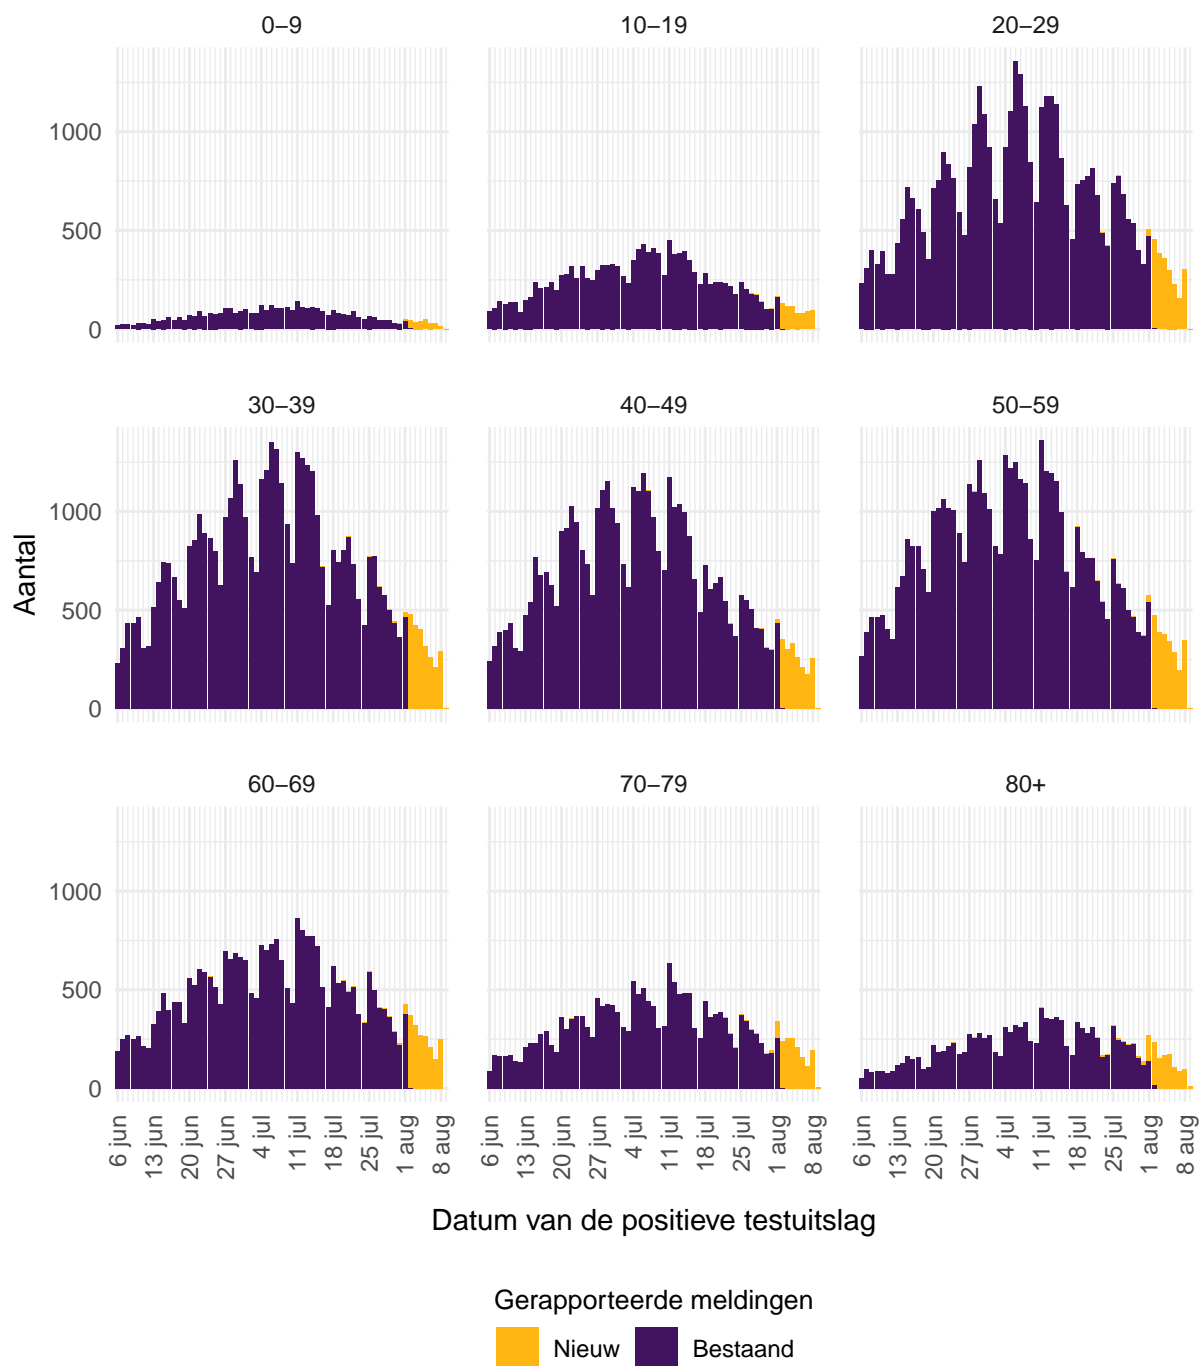 0–9 10–19 20–29
1000
500
0
30–39 40–49 50–59
1000
500
0
Aantal
60–69 70–79 80+
1000
500
0
6 jun 13 jun 20 jun 27 jun 4 jul 11 jul 18 jul 25 jul 1 aug 8 aug 6 jun 13 jun 20 jun 27 jun 4 jul 11 jul 18 jul 25 jul 1 aug 8 aug 6 jun 13 jun 20 jun 27 jun 4 jul 11 jul 18 jul 25 jul 1 aug 8 aug
Datum van de positieve testuitslag
Gerapporteerde meldingen
Nieuw Bestaand